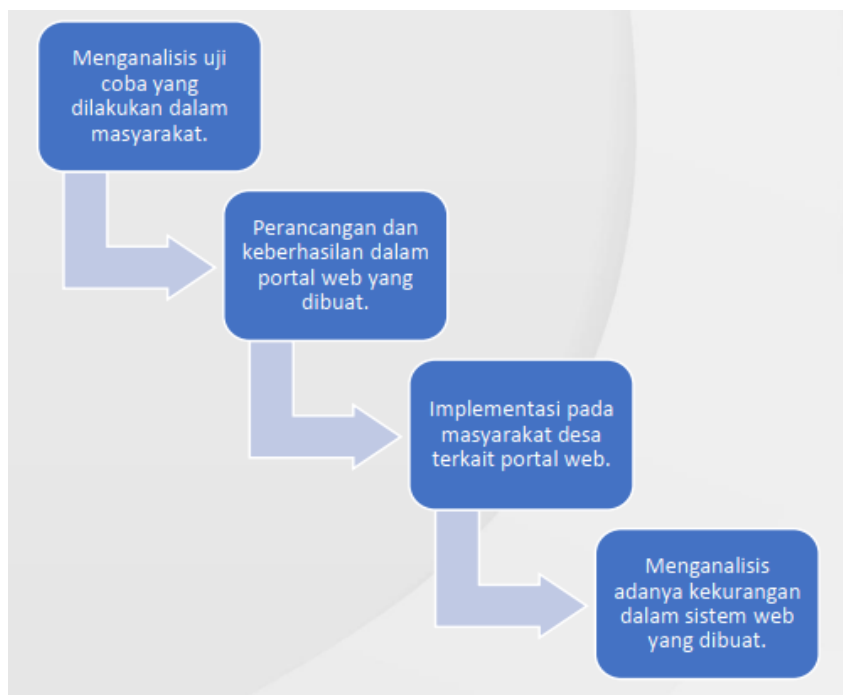 Menganalisis uji
coba yang
dilakukan dalam
masyarakat.
Perancangan dan
keberhasilan dalam
portal web yang
dibuat.
Implementasi pada
masyarakat desa
terkait portal web.
Menganalisis
adanya kekurangan
dalam sistem web
yang dibuat.